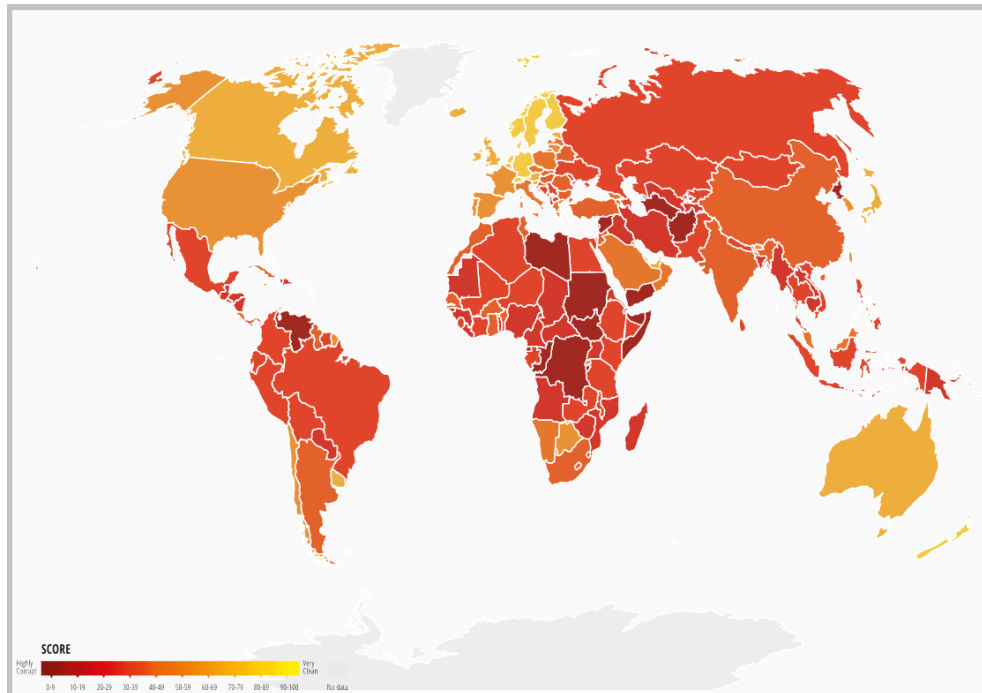 SCORE
Highly Corrupt
Very Clean
0-9 10-19 20-29 30-39 40-49 50-59 60-69 70-79 80-89 90-100 No data